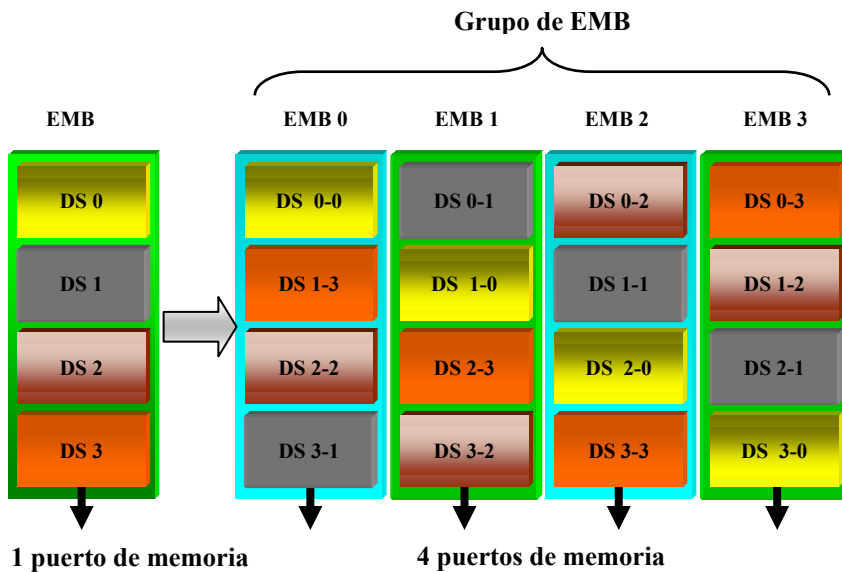 Grupo de EMB
EMB
EMB 0
EMB 1
EMB 2
EMB 3
DS 0
DS 0-0
DS 0-1
DS 0-2
DS 0-3
DS 1
DS 1-3
DS 1-0
DS 1-1
DS 1-2
DS 2
DS 2-2
DS 2-3
DS 2-0
DS 2-1
DS 3
DS 3-1
DS 3-2
DS 3-3
DS 3-0
1 puerto de memoria
4 puertos de memoria